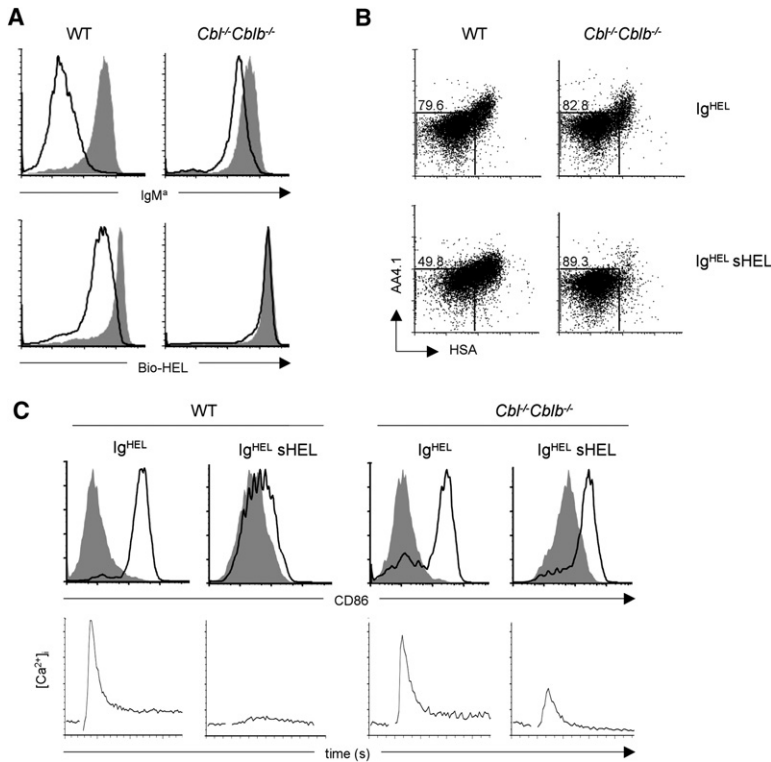 A
WT
Cbl-/-Cblb-/-
IgMa
Bio-HEL
B
WT
Cbl-/-Cblb-/-
79.6
82.8
IgHEL
49.8
89.3
IgHEL sHEL
AA4.1
HSA
C
WT
Cbl-/-Cblb-/-
IgHEL
IgHEL sHEL
IgHEL
IgHEL sHEL
CD86
[Ca2+]i
time (s)